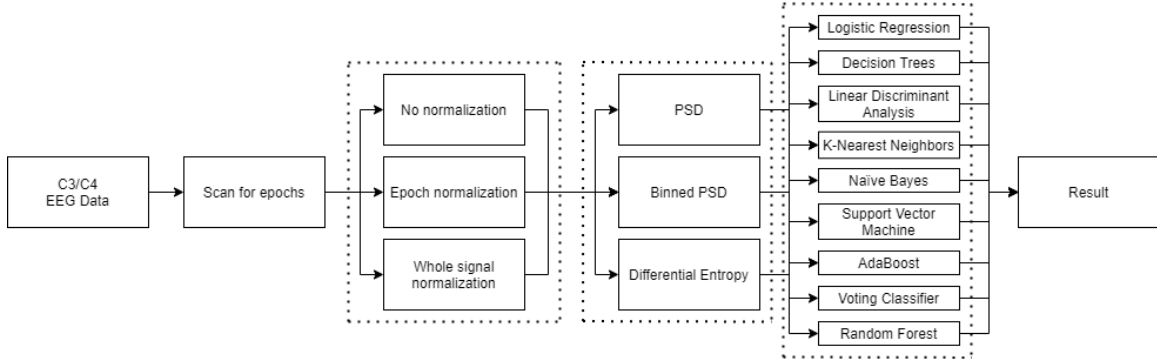 C3/C4
EEG Data
Scan for epochs
No normalization
Epoch normalization
Whole signal
normalization
PSD
Binned PSD
Differential Entropy
Logistic Regression
Decision Trees
Linear Discriminant
Analysis
K-Nearest Neighbors
Naïve Bayes
Support Vector
Machine
AdaBoost
Voting Classifier
Random Forest
Result